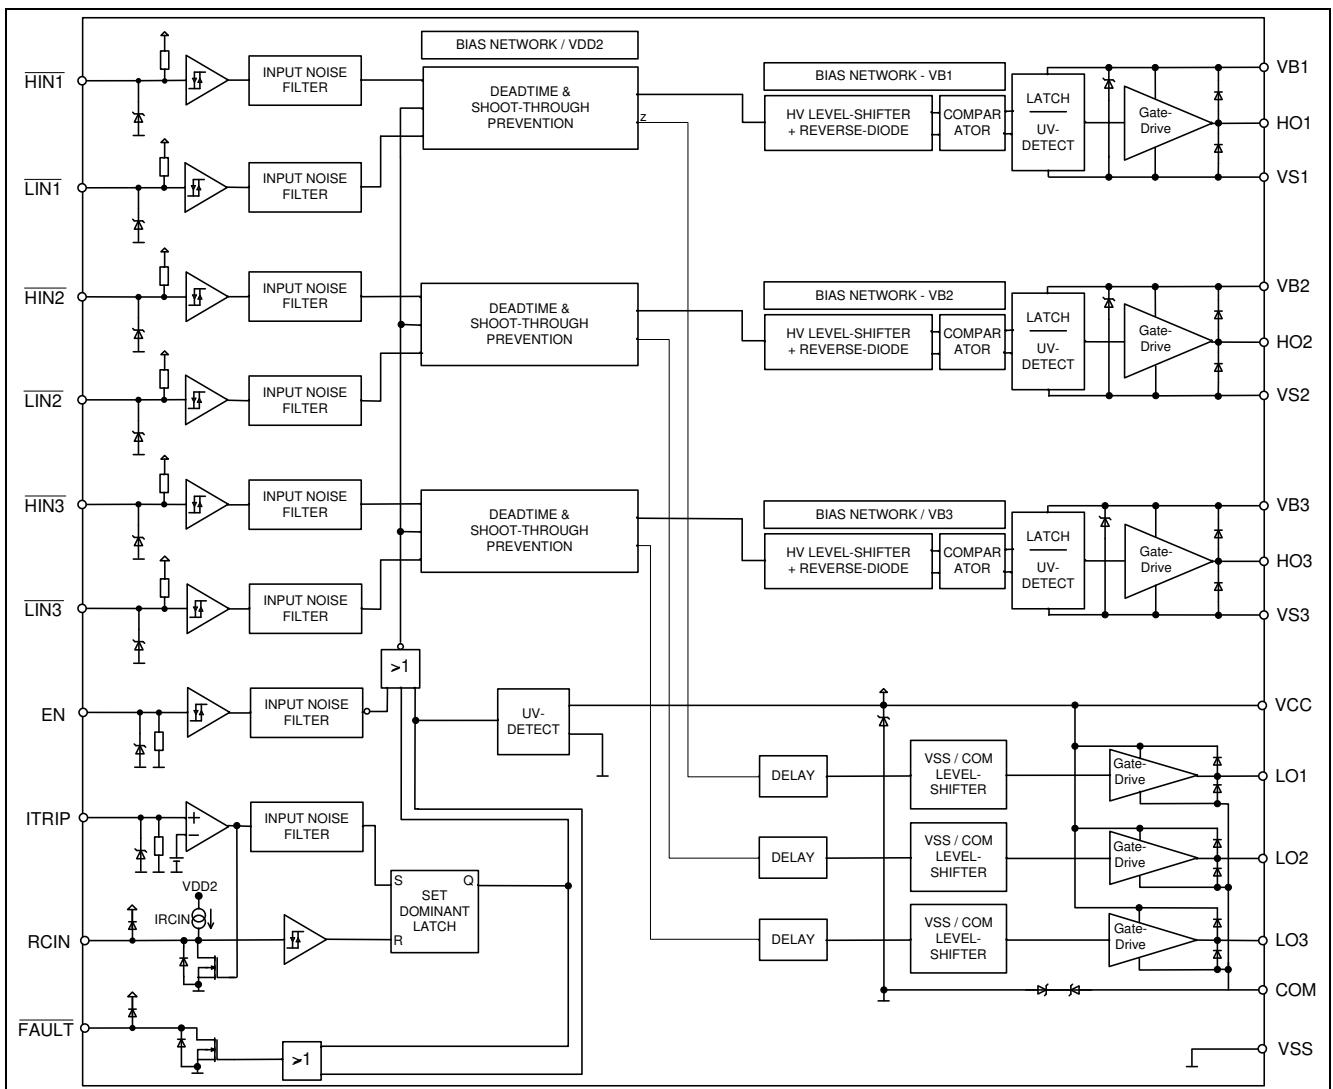 BIAS NETWORK / VDD2
HIN1
INPUT NOISE
FILTER
DEADTIME &
SHOOT-THROUGH
PREVENTION
z
BIAS NETWORK - VB1
HV LEVEL-SHIFTER
+ REVERSE-DIODE
COMPAR
ATOR
LATCH
UV-
DETECT
Gate-
Drive
VB1
HO1
VS1
LIN1
INPUT NOISE
FILTER
HIN2
INPUT NOISE
FILTER
DEADTIME &
SHOOT-THROUGH
PREVENTION
BIAS NETWORK - VB2
HV LEVEL-SHIFTER
+ REVERSE-DIODE
COMPAR
ATOR
LATCH
UV-
DETECT
Gate-
Drive
VB2
HO2
VS2
LIN2
INPUT NOISE
FILTER
HIN3
INPUT NOISE
FILTER
DEADTIME &
SHOOT-THROUGH
PREVENTION
BIAS NETWORK / VB3
HV LEVEL-SHIFTER
+ REVERSE-DIODE
COMPAR
ATOR
LATCH
UV-
DETECT
Gate-
Drive
VB3
HO3
VS3
LIN3
INPUT NOISE
FILTER
>1
EN
INPUT NOISE
FILTER
UV-
DETECT
VCC
DELAY
VSS / COM
LEVEL-
SHIFTER
Gate-
Drive
LO1
ITRIP
+
−
INPUT NOISE
FILTER
DELAY
VSS / COM
LEVEL-
SHIFTER
Gate-
Drive
LO2
VDD2
IRCIN
S
Q
SET
DOMINANT
LATCH
R
RCIN
DELAY
VSS / COM
LEVEL-
SHIFTER
Gate-
Drive
LO3
COM
FAULT
>1
VSS